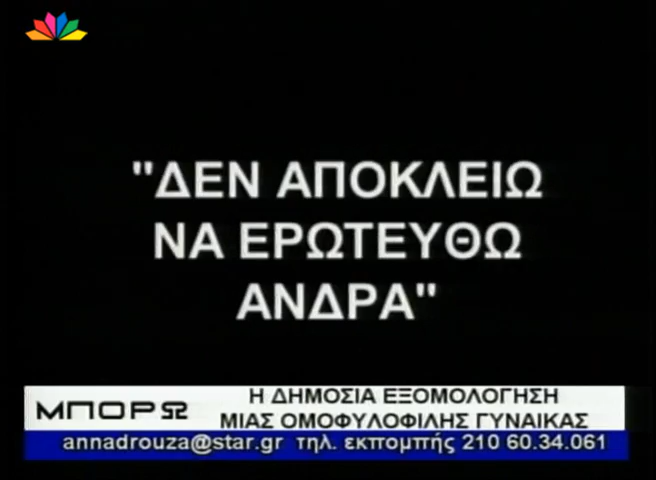 "ΔΕΝ ΑΠΟΚΛΕΙΩ
ΝΑ ΕΡΩΤΕΥΘΩ
ΑΝΔΡΑ"
ΜΠΟΡΩ
Η ΔΗΜΟΣΙΑ ΕΞΟΜΟΛΟΓΗΣΗ
ΜΙΑΣ ΟΜΟΦΥΛΟΦΙΛΗΣ ΓΥΝΑΙΚΑΣ
annadrouza@star.gr τηλ. εκπομπής 210 60.34.061